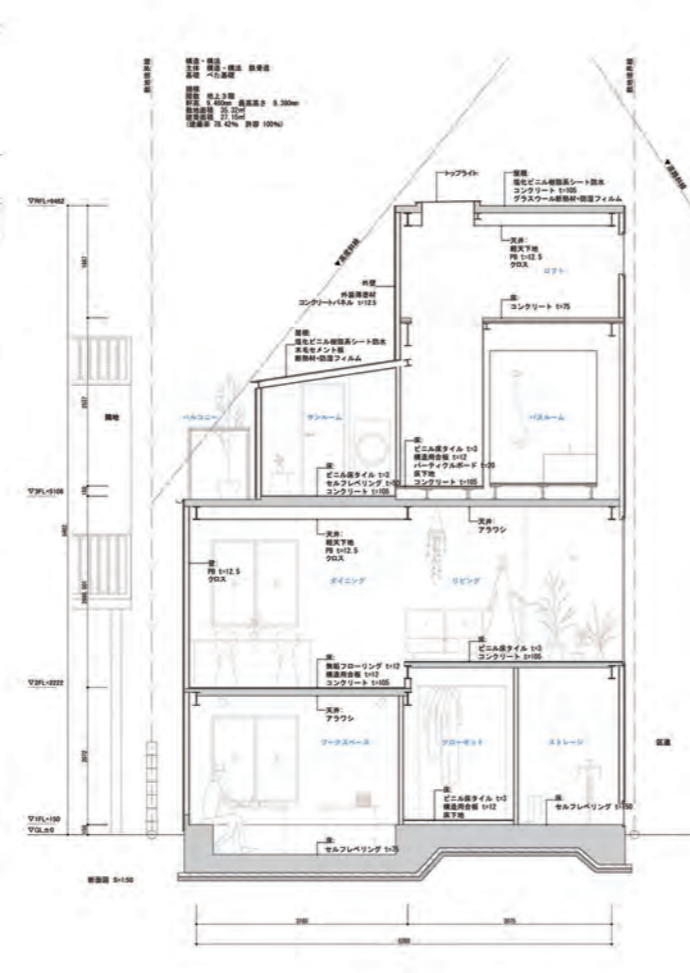 構造・構法
主体 構造・構法 鉄骨造
基礎 べた基礎
規模
階数 地上3階
軒高 9,460mm 最高高さ 9,390mm
敷地面積 35.32㎡
建築面積 27.15㎡
(建蔽率 78.42% 許容 100%)
トップライト
屋根:
塩化ビニル樹脂系シート防水
コンクリート t=105
グラスウール断熱材+防湿フィルム
▽RFL+9462
天井:
軽天下地
PB t=12.5
クロス
ロフト
外壁
外装薄塗材
コンクリートパネル t=12.5
床:
コンクリート t=75
屋根:
塩化ビニル樹脂系シート防水
木毛セメント板
断熱材+防湿フィルム
隣地
バルコニー
サンルーム
バスルーム
床:
ビニル床タイル t=3
セルフレベリング
コンクリート t=105
床:
ビニル床タイル t=3
構造用合板 t=12
パーティクルボード t=20
床下地
コンクリート t=105
▽3FL+5108
天井:
軽天下地
PB t=12.5
クロス
天井:
アラワシ
壁:
PB t=12.5
クロス
ダイニング
リビング
床:
ビニル床タイル t=3
コンクリート t=105
床:
無垢フローリング t=12
構造用合板 t=12
コンクリート t=105
▽2FL+2222
天井:
アラワシ
ワークスペース
クローゼット
ストレージ
区道
床:
ビニル床タイル t=3
構造用合板 t=12
床下地
床:
セルフレベリング t=150
▽1FL+150
▽GL±0
床:
セルフレベリング t=75
断面図 S=1:50